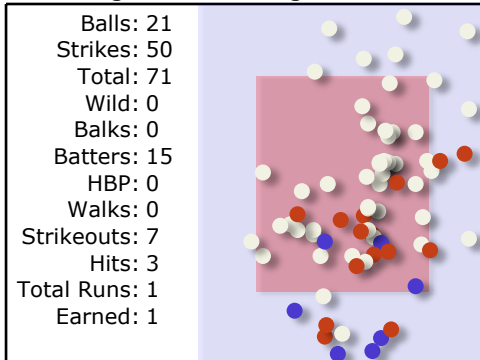 Balls: 21
Strikes: 50
Total: 71
Wild: 0
Balks: 0
Batters: 15
HBP: 0
Walks: 0
Strikeouts: 7
Hits: 3
Total Runs: 1
Earned: 1